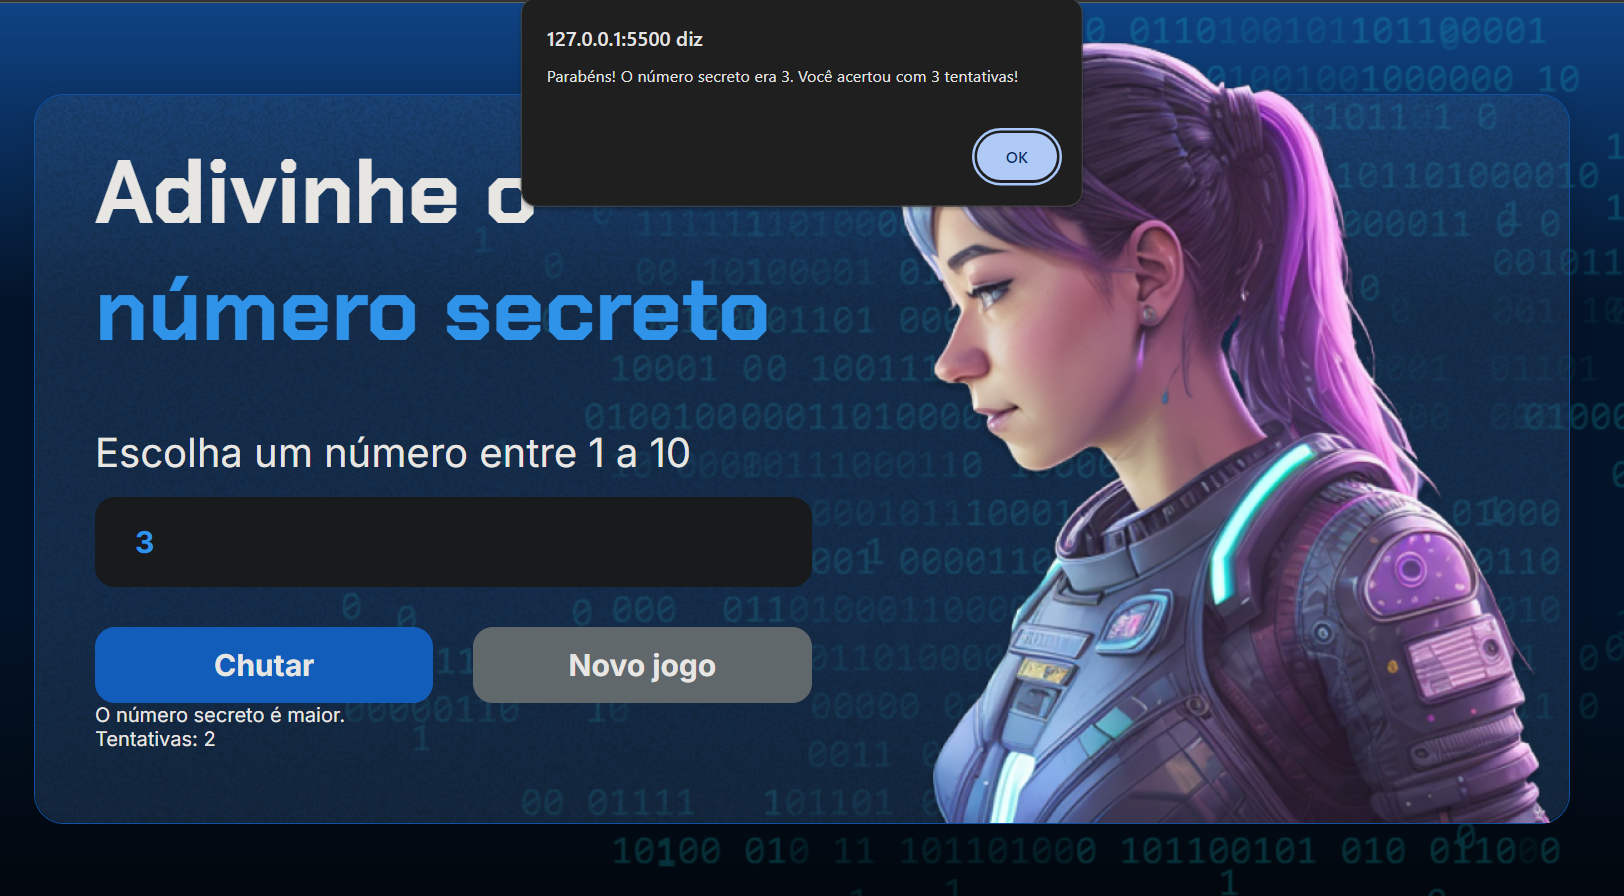 127.0.0.1:5500 diz
Parabéns! O número secreto era 3. Você acertou com 3 tentativas!
OK
Adivinhe o
número secreto
Escolha um número entre 1 a 10
3
Chutar
Novo jogo
O número secreto é maior.
Tentativas: 2